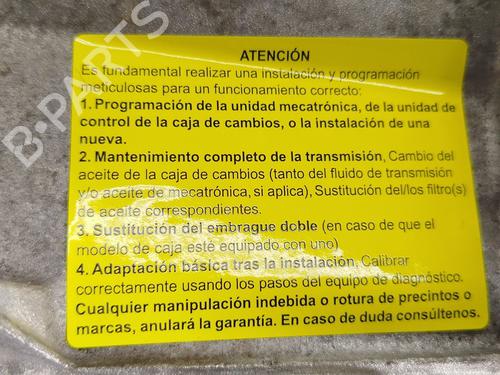 ATENCIÓN
Es fundamental realizar una instalación y programación
meticulosas para un funcionamiento correcto:
1. Programación de la unidad mecatrónica, de la unidad de
control de la caja de cambios, o la instalación de una
nueva.
2. Mantenimiento completo de la transmisión, Cambio del
aceite de la caja de cambios (tanto del fluido de transmisión
y/o aceite de mecatrónica, si aplica), Sustitución del/los filtro(s)
de aceite correspondientes.
3. Sustitución del embrague doble (en caso de que el
modelo de caja esté equipado con uno)
4. Adaptación básica tras la instalación, Calibrar
correctamente usando los pasos del equipo de diagnóstico.
Cualquier manipulación indebida o rotura de precintos o
marcas, anulará la garantía. En caso de duda consúltenos.
B-PARTS